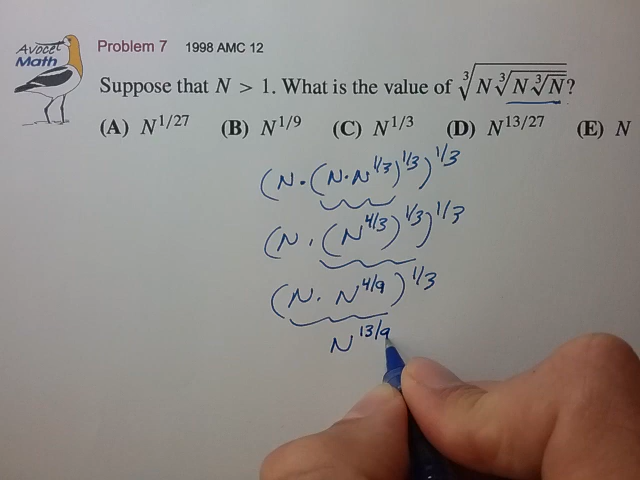 Avocet
Math
Problem 7 1998 AMC 12
Suppose that N > 1. What is the value of ∛(N∛(N∛N))?
(A) N^{1/27} (B) N^{1/9} (C) N^{1/3} (D) N^{13/27} (E) N
(N · (N · N^{1/3})^{1/3})^{1/3}
(N · (N^{4/3})^{1/3})^{1/3}
(N · N^{4/9})^{1/3}
N^{13/9}